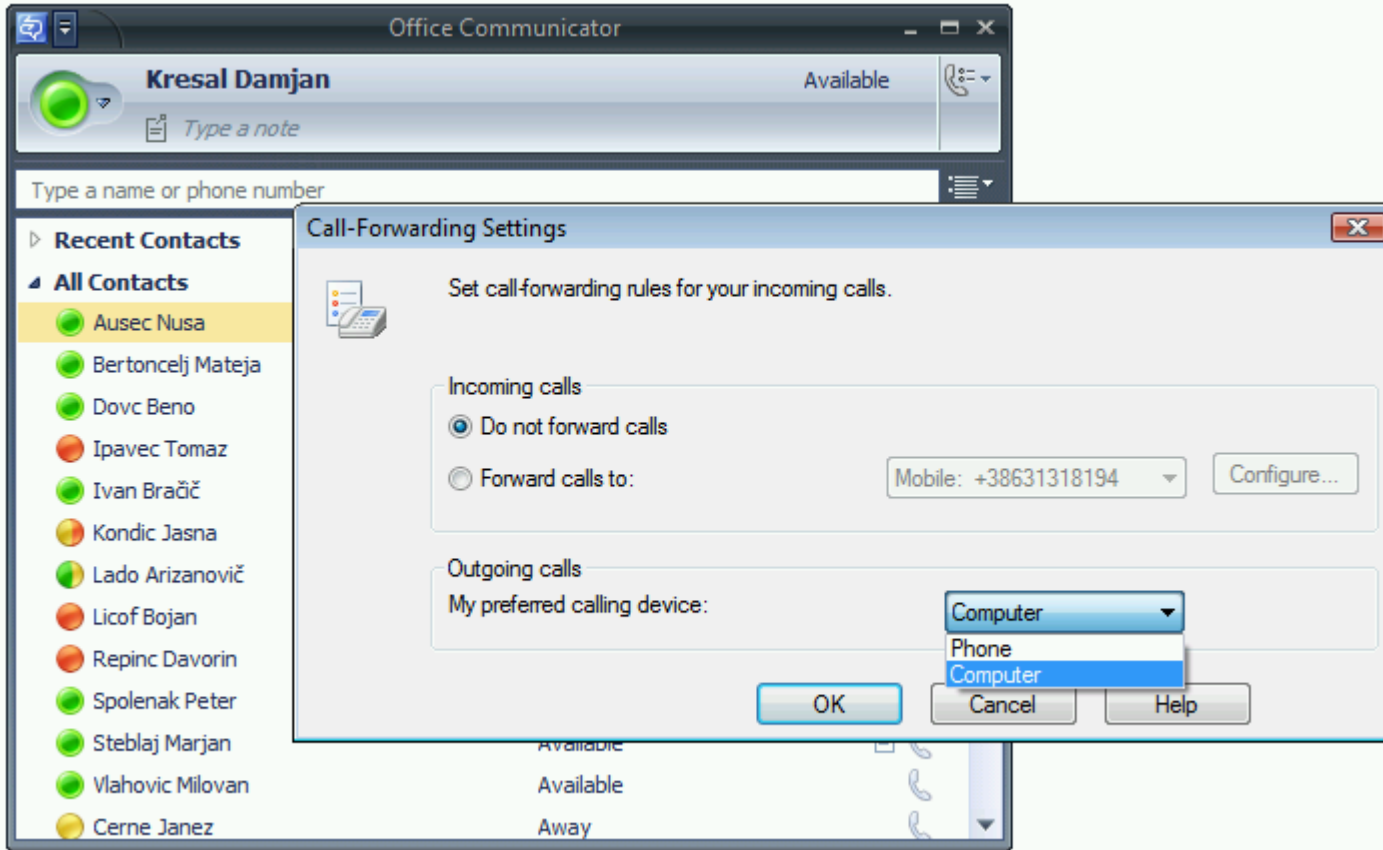 Office Communicator
Kresal Damjan Available
Type a note
Type a name or phone number
Recent Contacts
All Contacts
Ausec Nusa
Bertoncelj Mateja
Dovc Beno
Ipavec Tomaz
Ivan Bračič
Kondic Jasna
Lado Arizanovič
Licof Bojan
Repinc Davorin
Spolenak Peter
Steblaj Marjan Available
Vlahovic Milovan Available
Cerne Janez Away
Call-Forwarding Settings
Set call-forwarding rules for your incoming calls.
Incoming calls
Do not forward calls
Forward calls to: Mobile: +38631318194 Configure...
Outgoing calls
My preferred calling device: Computer
Phone
Computer
OK Cancel Help